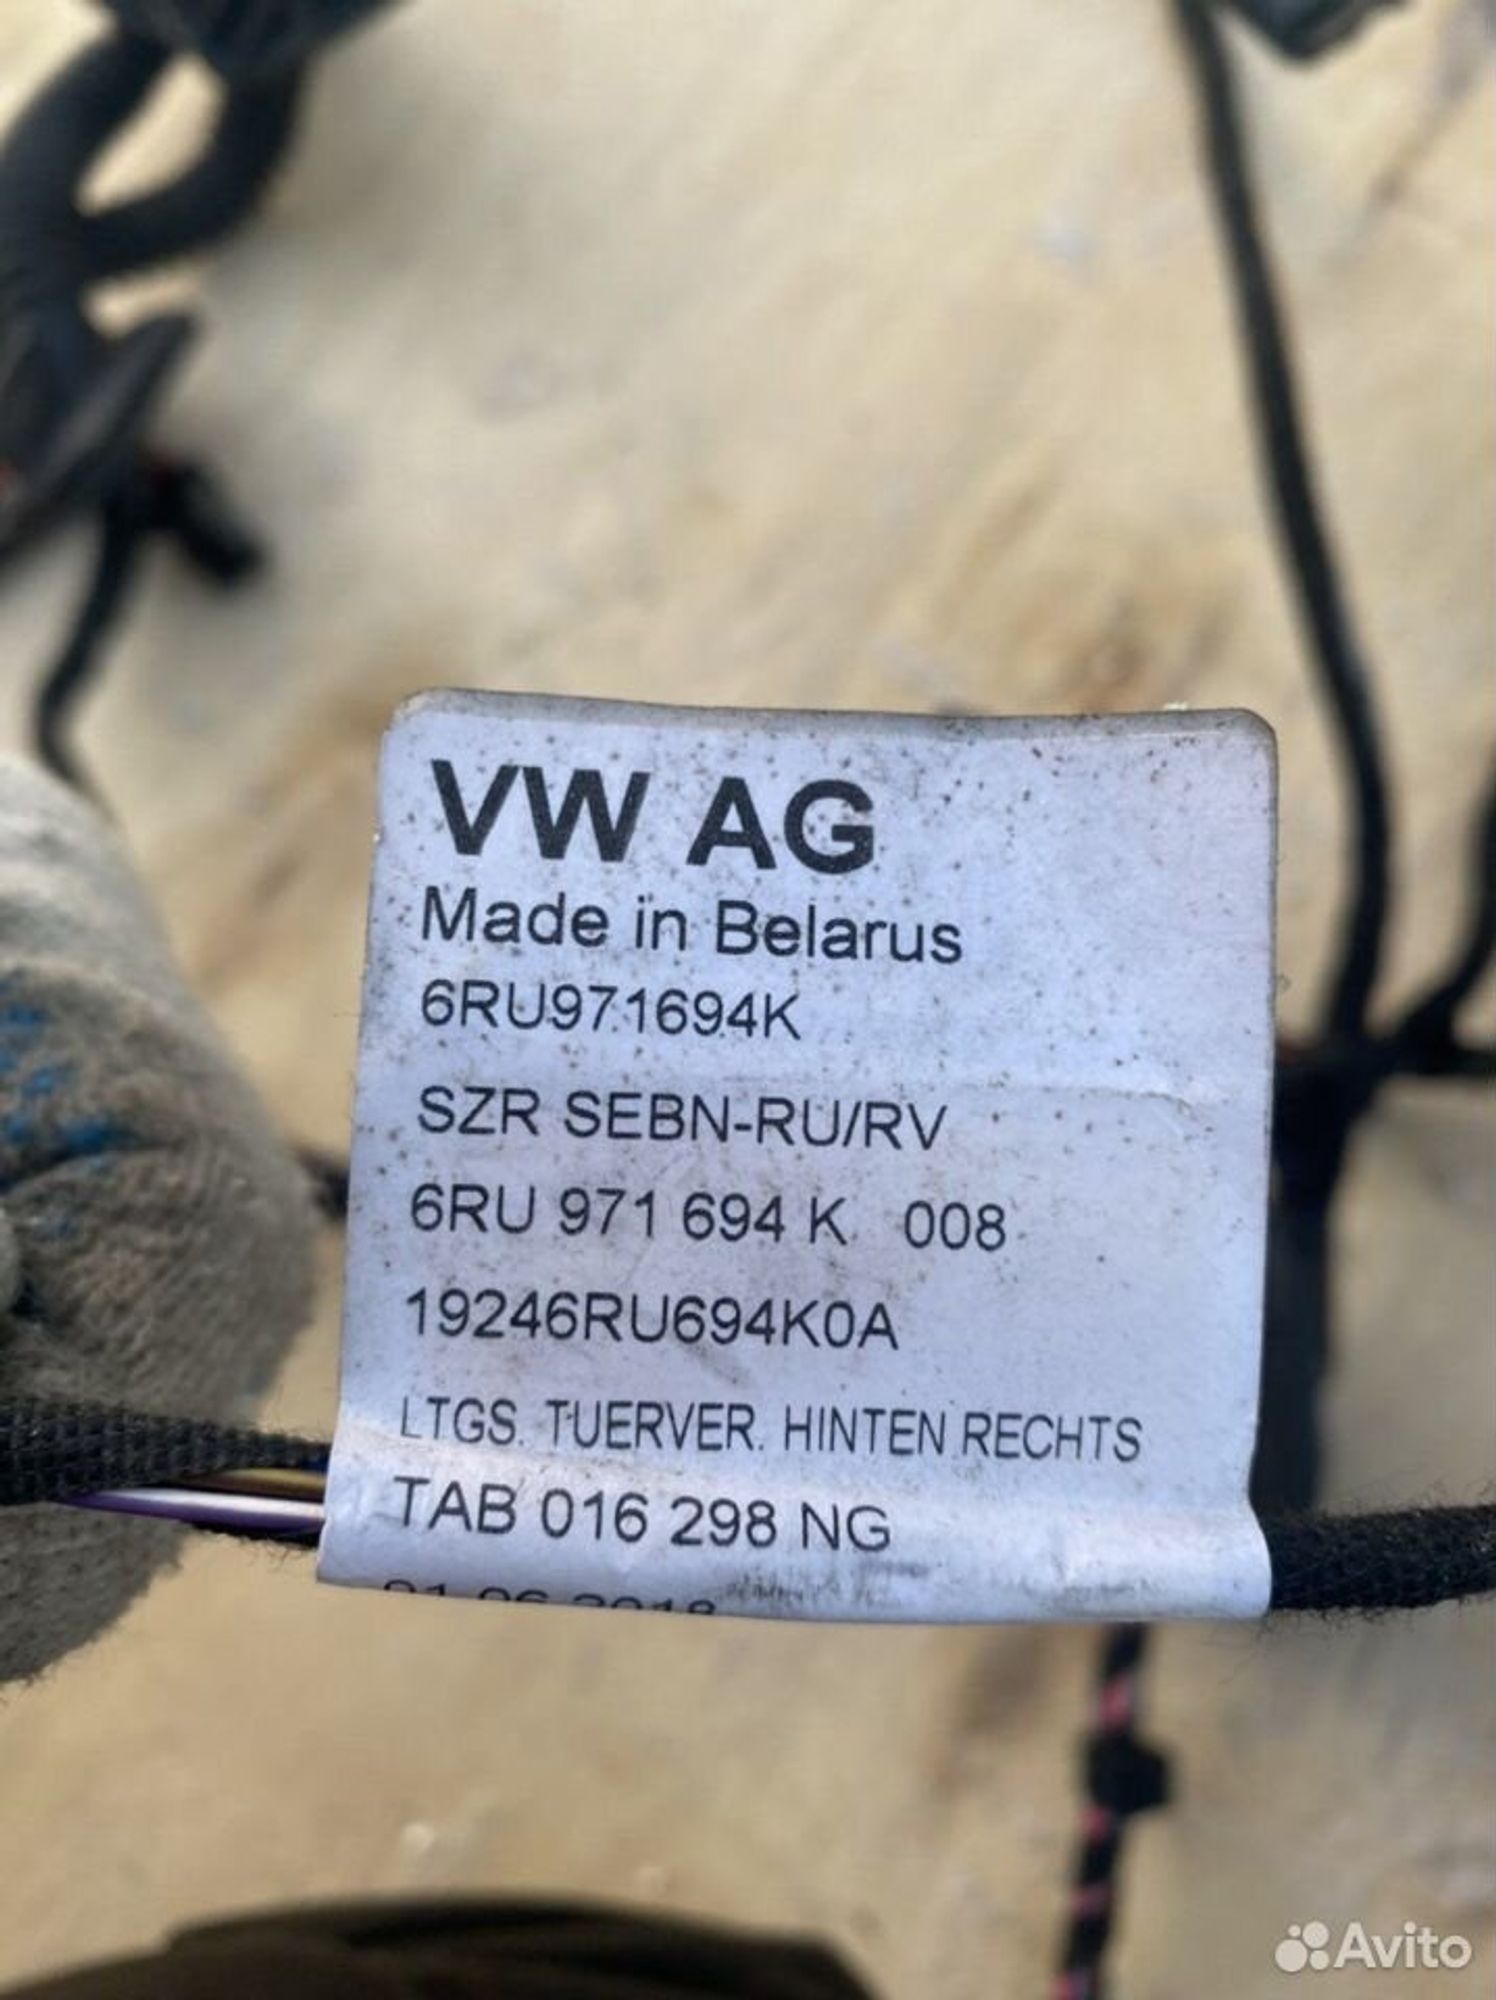 VW AG
Made in Belarus
6RU971694K
SZR SEBN-RU/RV
6RU 971 694 K 008
19246RU694K0A
LTGS. TUERVER. HINTEN RECHTS
TAB 016 298 NG
Avito